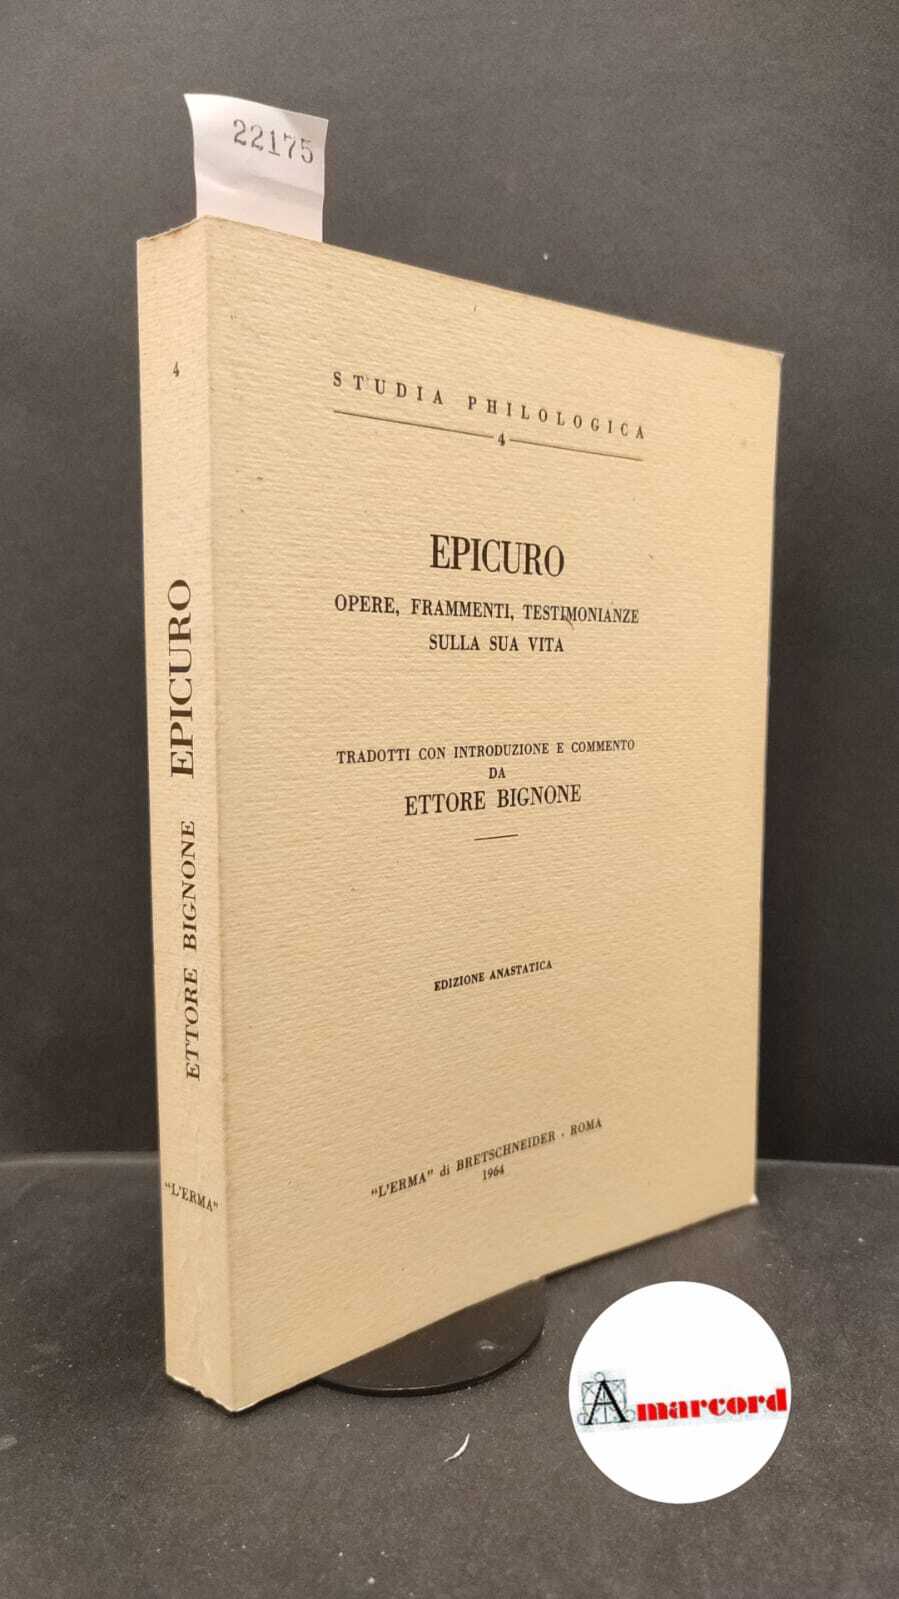 22175
STUDIA PHILOLOGICA
4
EPICURO
OPERE, FRAMMENTI, TESTIMONIANZE
SULLA SUA VITA
TRADOTTI CON INTRODUZIONE E COMMENTO
DA
ETTORE BIGNONE
EDIZIONE ANASTATICA
"L'ERMA" di BRETSCHNEIDER - ROMA
1964
4
ETTORE BIGNONE EPICURO
"L'ERMA"
Amarcord